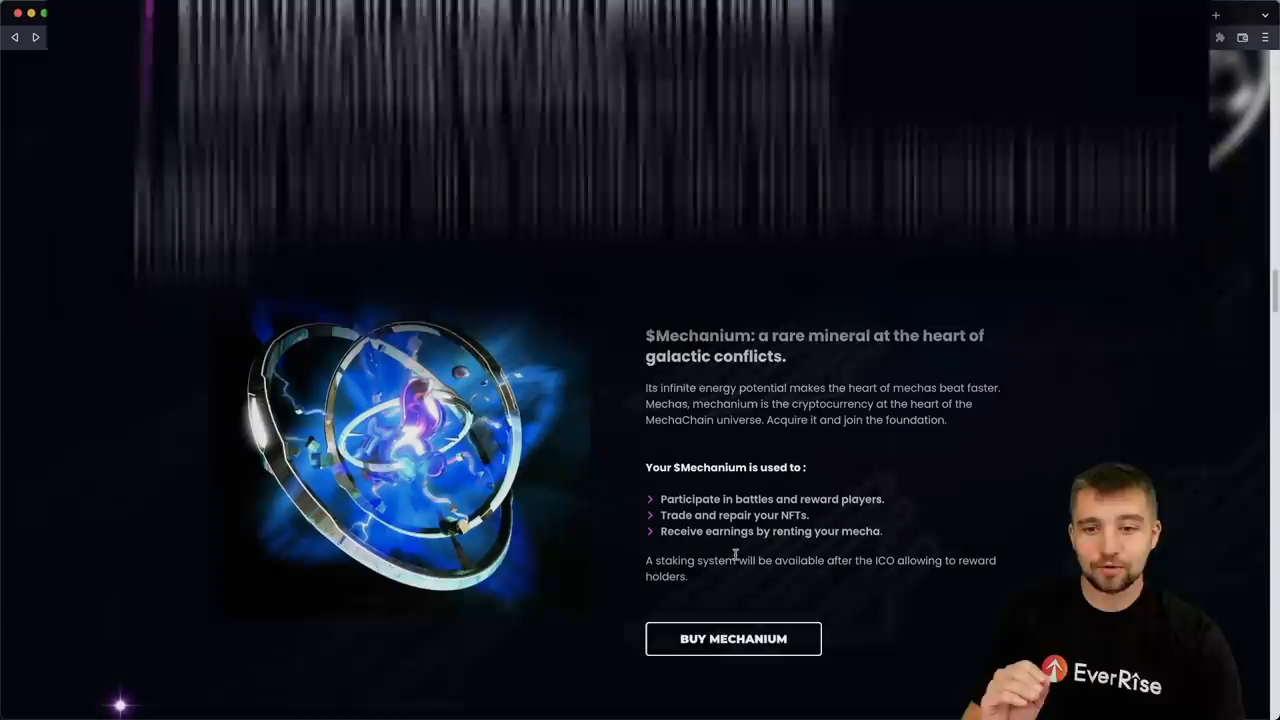 $Mechanium: a rare mineral at the heart of
galactic conflicts.
Its infinite energy potential makes the heart of mechas beat faster.
Mechas, mechanium is the cryptocurrency at the heart of the
MechaChain universe. Acquire it and join the foundation.
Your $Mechanium is used to :
Participate in battles and reward players.
Trade and repair your NFTs.
Receive earnings by renting your mecha.
A staking system will be available after the ICO allowing to reward
holders.
BUY MECHANIUM
EverRîse